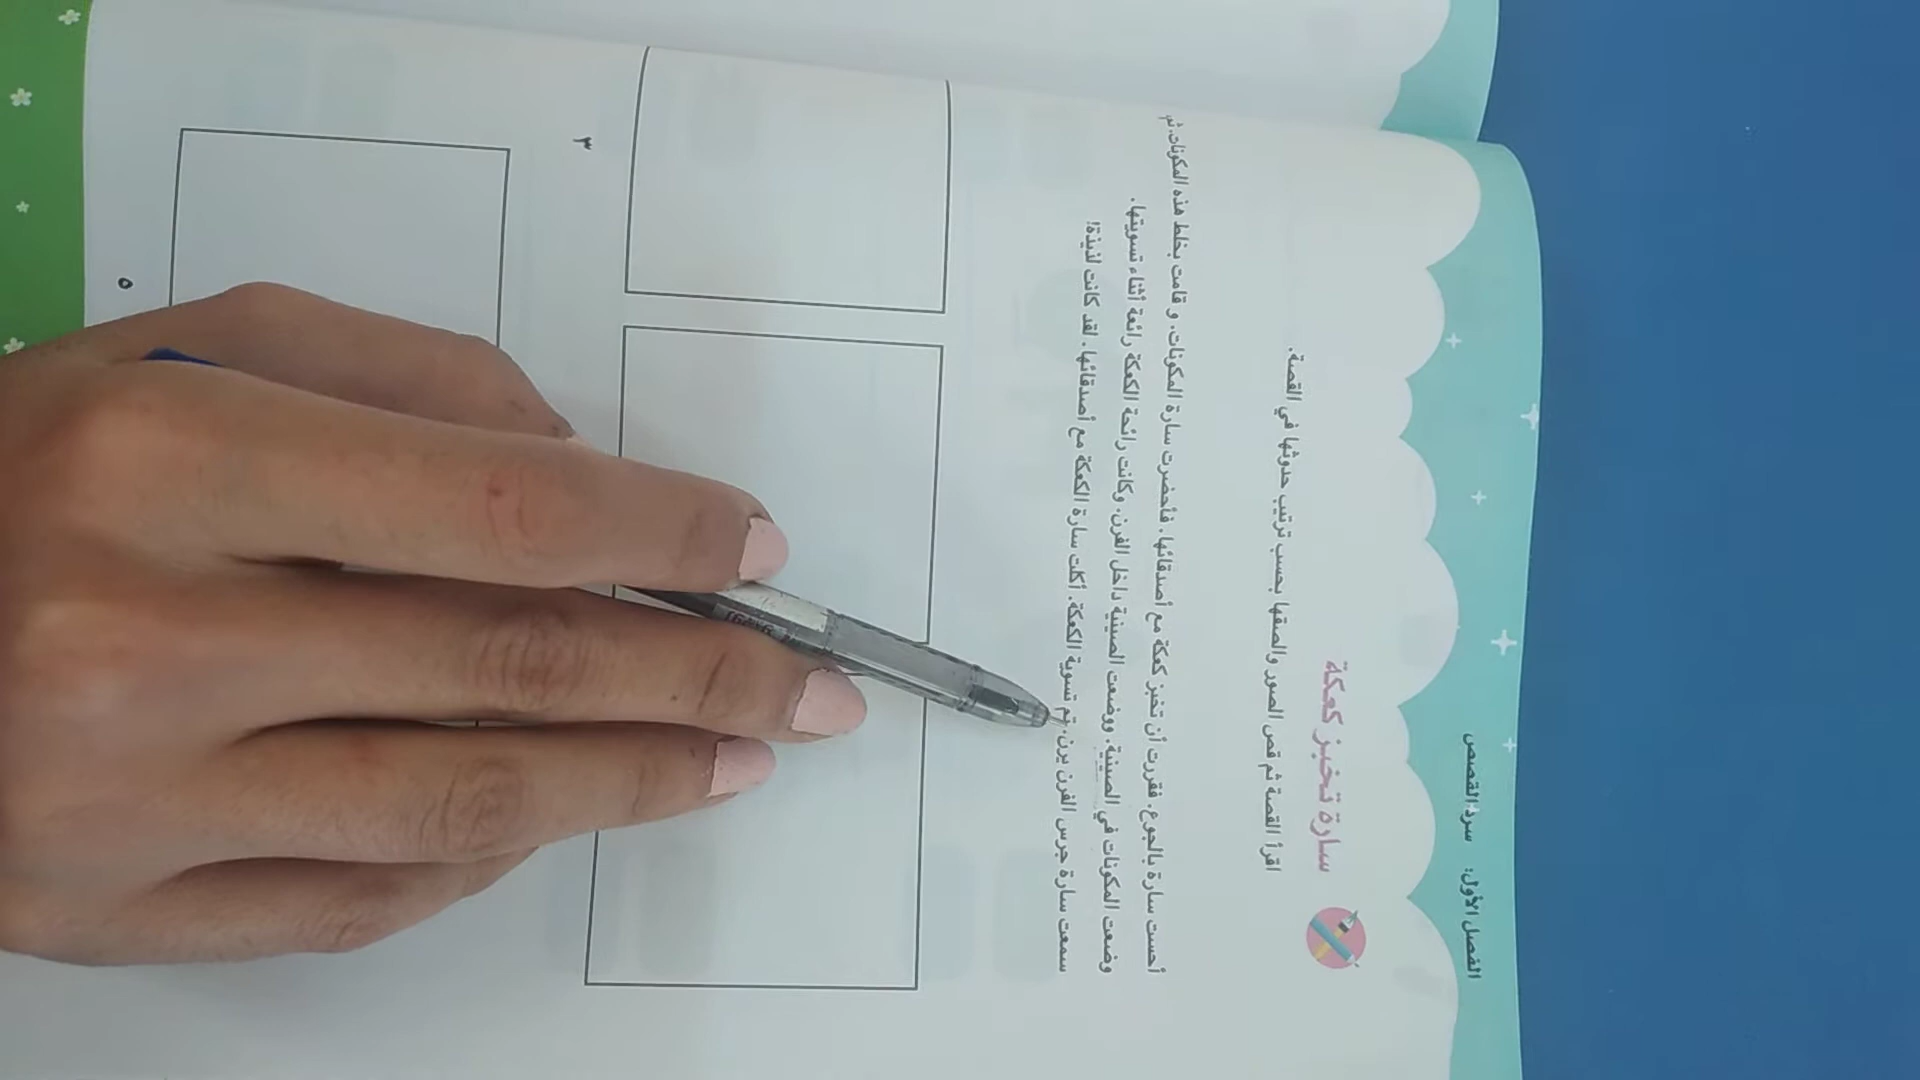 الفصل الأول: سرد القصص
سارة تخبز كعكة
اقرأ القصة ثم قص الصور والصقها بحسب ترتيب حدوثها في القصة.
أحست سارة بالجوع. فقررت أن تخبز كعكة مع أصدقائها. فأحضرت سارة المكونات. و قامت بخلط هذه المكونات. ثم
وضعت المكونات في الصينية. ووضعت الصينية داخل الفرن. وكانت رائحة الكعكة رائعة أثناء تسويتها.
سمعت سارة جرس الفرن يرن. تم تسوية الكعكة. أكلت سارة الكعكة مع أصدقائها. لقد كانت لذيذة!
٣
٥